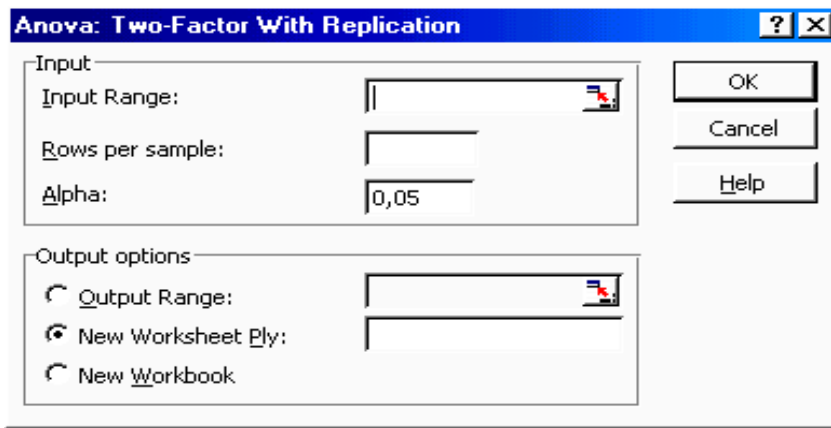 Anova: Two-Factor With Replication
Input
Input Range:
Rows per sample:
Alpha:
0,05
OK
Cancel
Help
Output options
Output Range:
New Worksheet Ply:
New Workbook